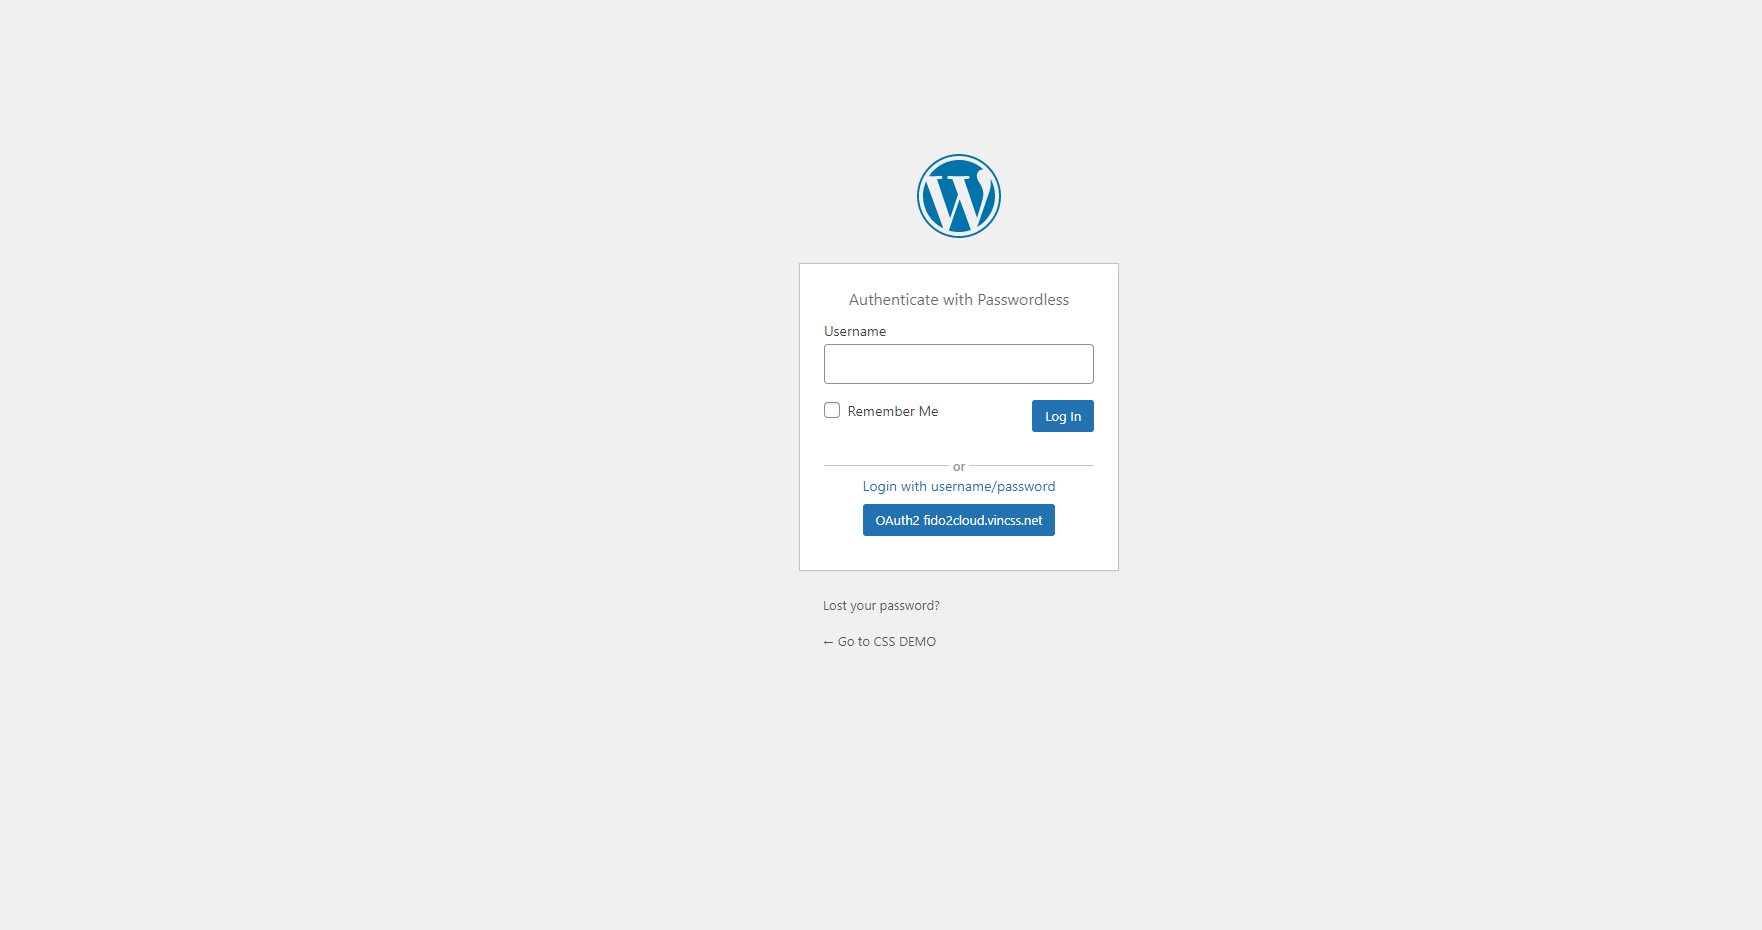 Authenticate with Passwordless
Username
Remember Me
Log In
or
Login with username/password
OAuth2 fido2cloud.vincss.net
Lost your password?
← Go to CSS DEMO